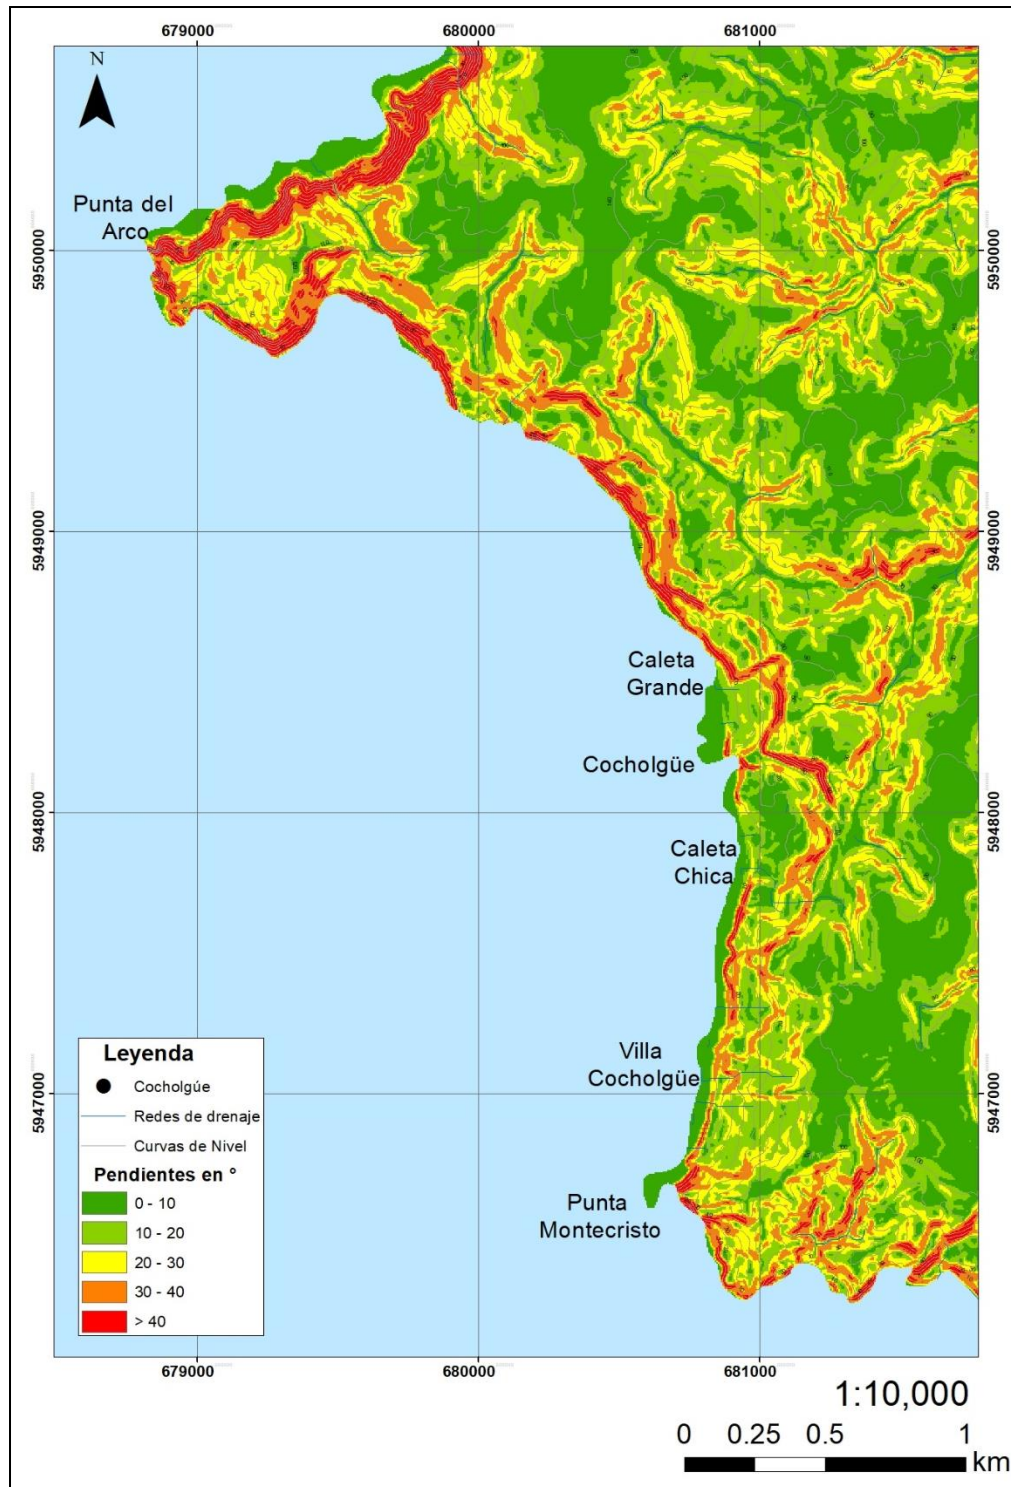 679000
680000
681000
N
Punta del
Arco
5950000
5950000
5949000
5949000
Caleta
Grande
Cocholgüe
5948000
5948000
Caleta
Chica
Villa
Cocholgüe
5947000
5947000
Punta
Montecristo
Leyenda
Cocholgúe
Redes de drenaje
Curvas de Nivel
Pendientes en °
0 - 10
10 - 20
20 - 30
30 - 40
> 40
679000
680000
681000
1:10,000
0 0.25 0.5 1
km